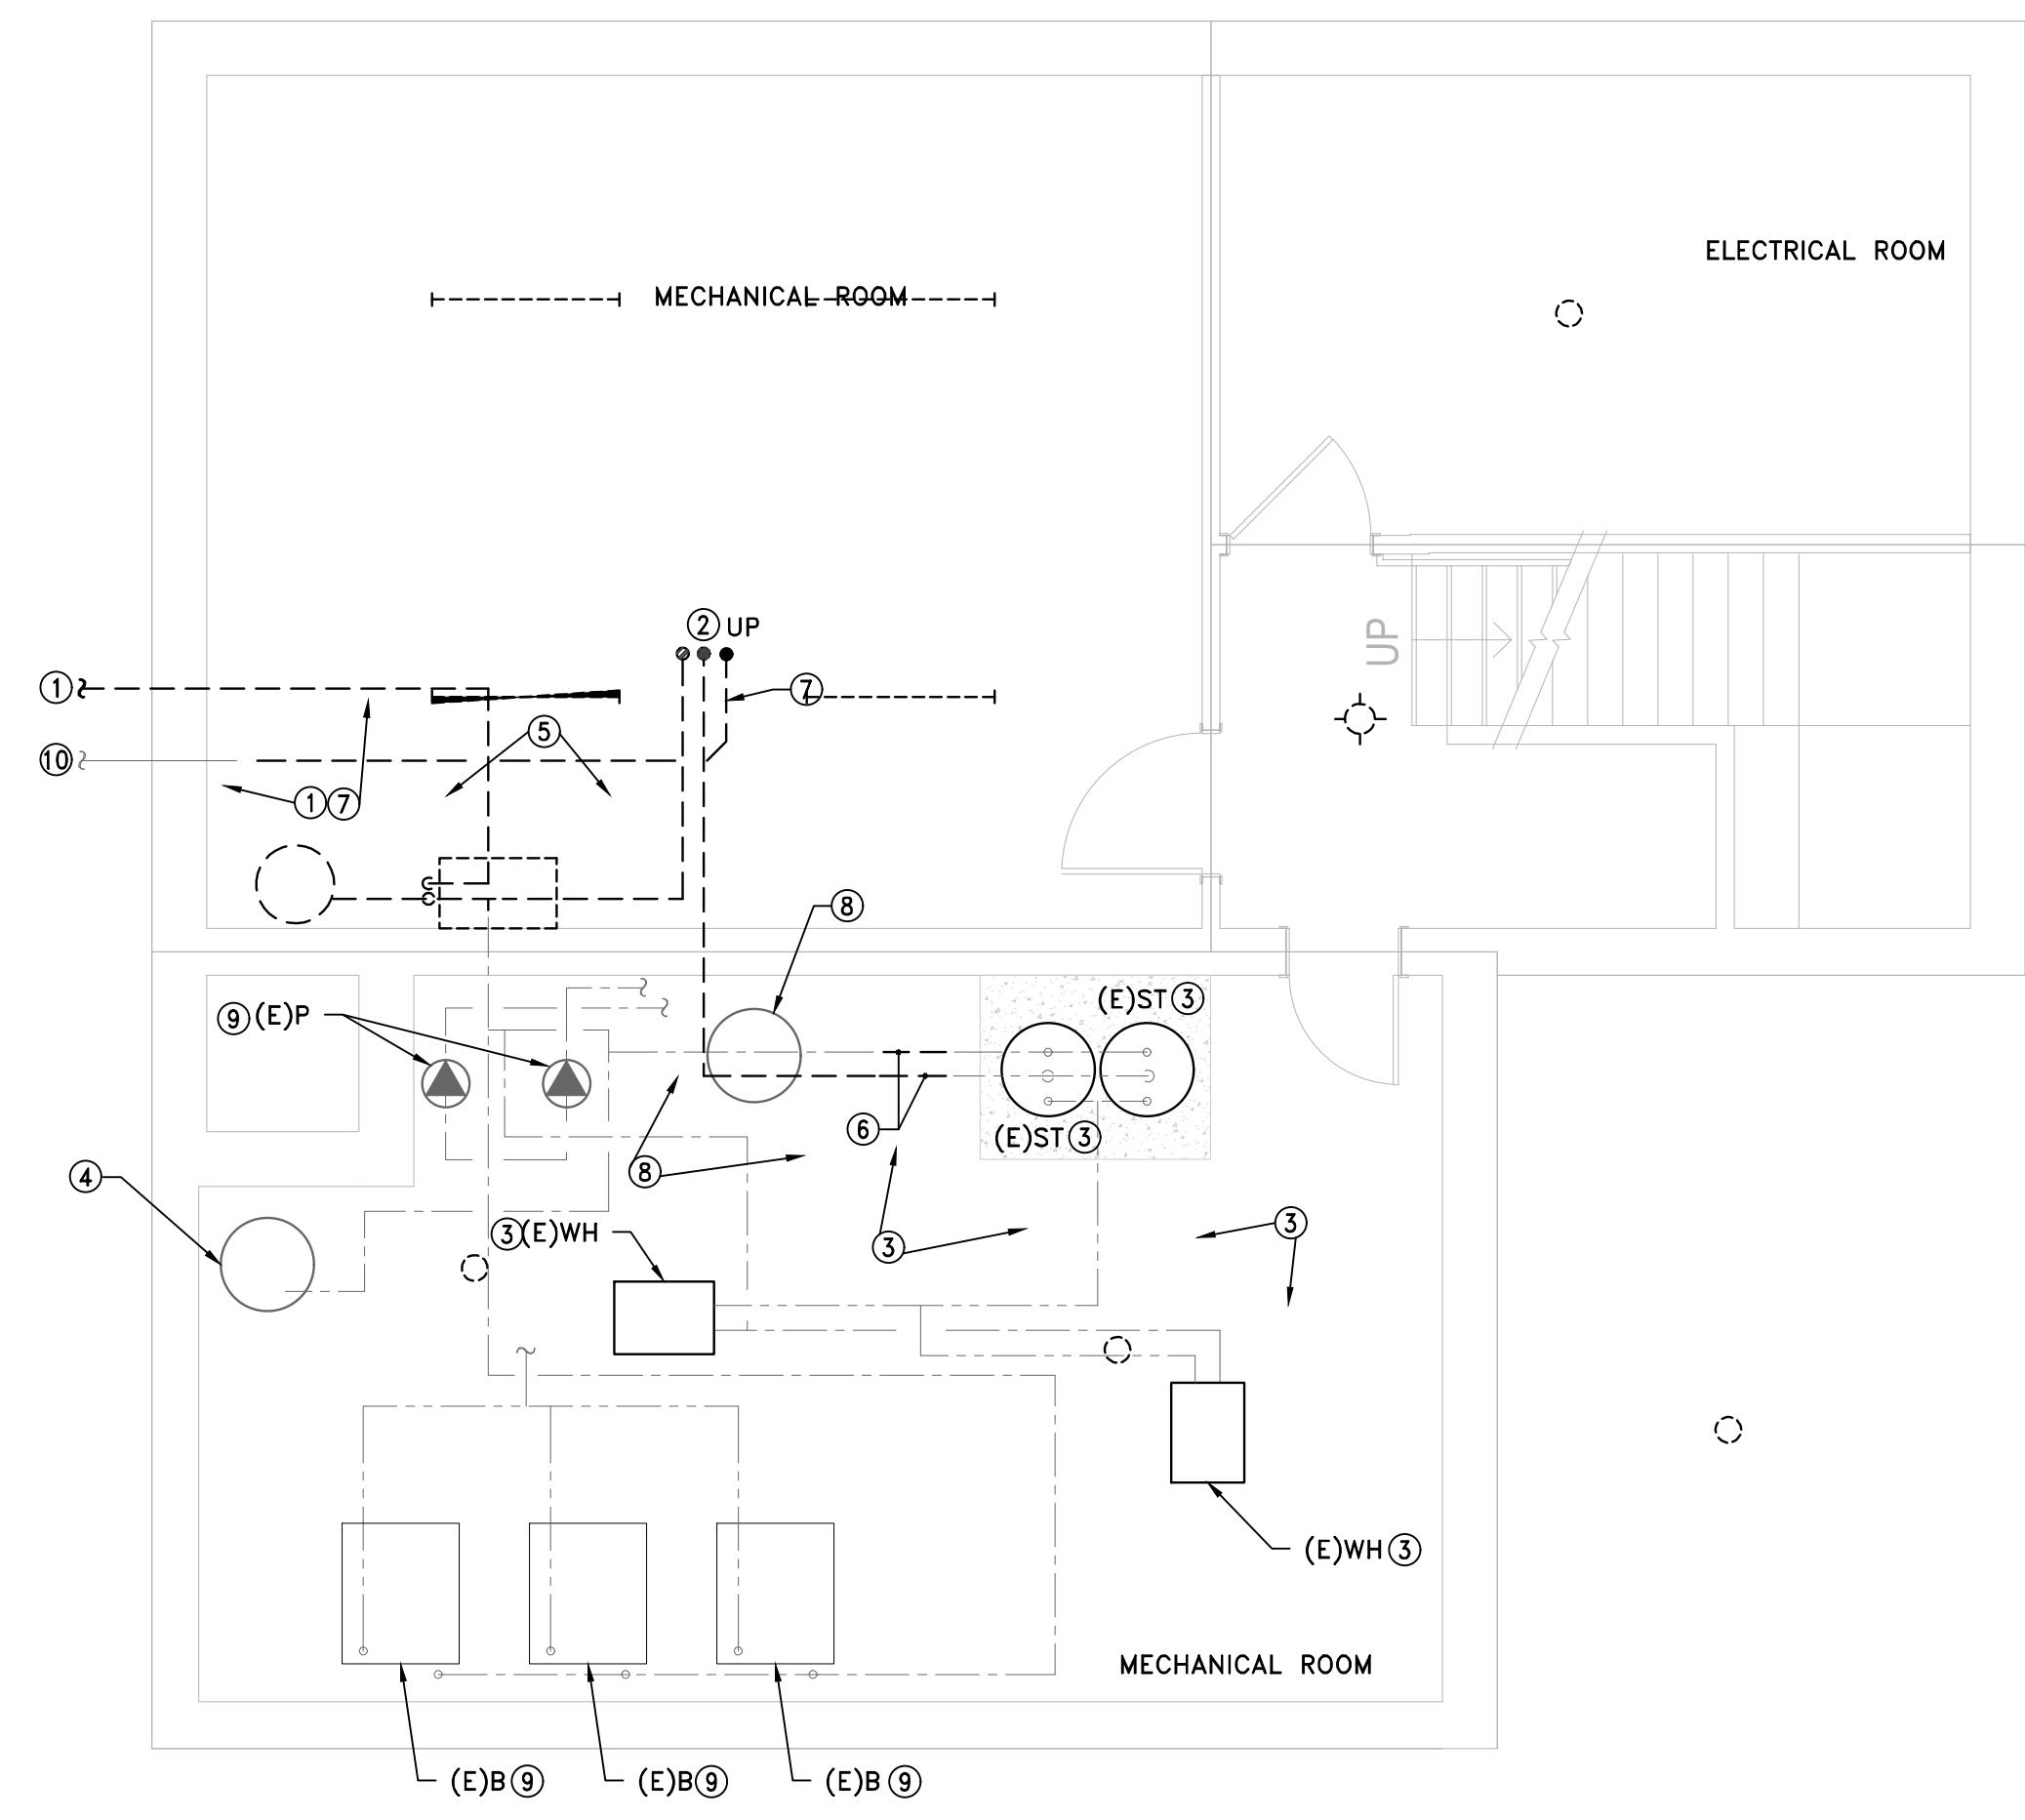 ELECTRICAL ROOM
MECHANICAL ROOM
2 UP
UP
1
7
5
10
1 7
8
9 (E)P
(E)ST 3
6
(E)ST 3
8
4
3 (E)WH
3
3
(E)WH 3
MECHANICAL ROOM
(E)B 9
(E)B 9
(E)B 9